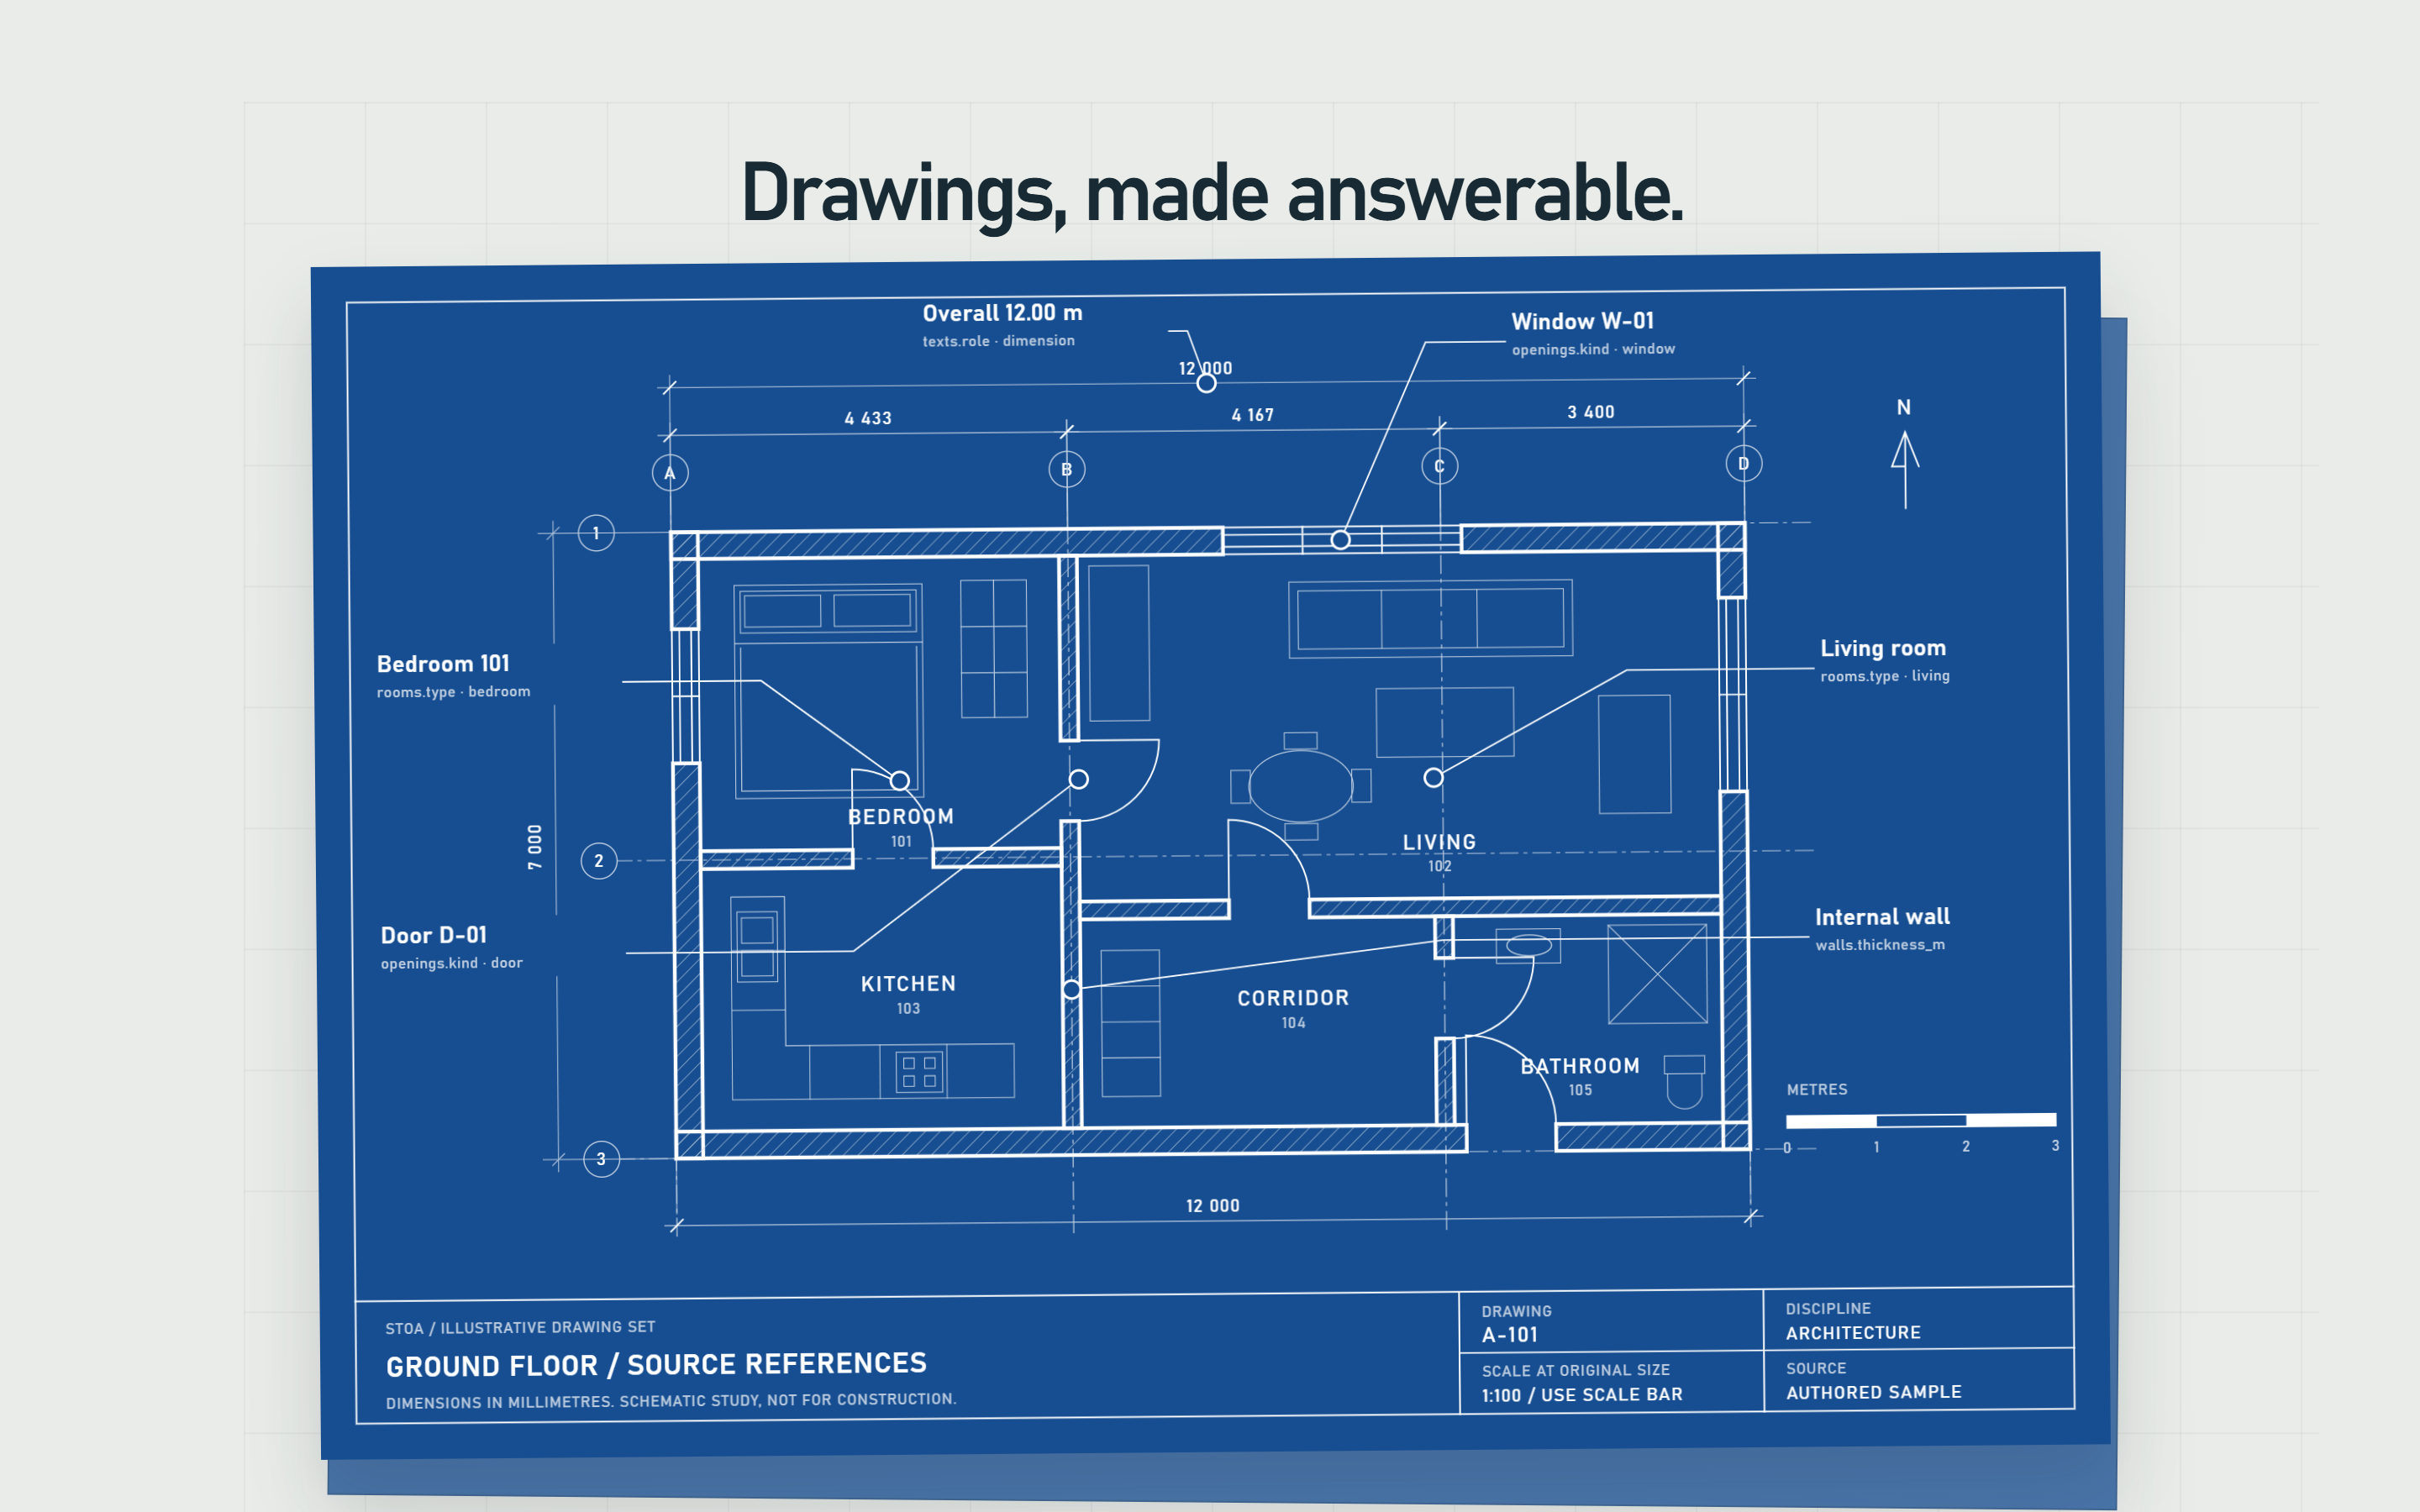 Drawings, made answerable.
Overall 12.00 m
texts.role · dimension
Window W-01
openings.kind · window
12 000
4 433
4 167
3 400
N
A
B
C
D
1
Bedroom 101
rooms.type · bedroom
Living room
rooms.type · living
BEDROOM
101
LIVING
102
7 000
2
Door D-01
openings.kind · door
Internal wall
walls.thickness_m
KITCHEN
103
CORRIDOR
104
BATHROOM
105
METRES
0 1 2 3
3
12 000
STOA / ILLUSTRATIVE DRAWING SET
GROUND FLOOR / SOURCE REFERENCES
DIMENSIONS IN MILLIMETRES. SCHEMATIC STUDY, NOT FOR CONSTRUCTION.
DRAWING
A-101
DISCIPLINE
ARCHITECTURE
SCALE AT ORIGINAL SIZE
1:100 / USE SCALE BAR
SOURCE
AUTHORED SAMPLE